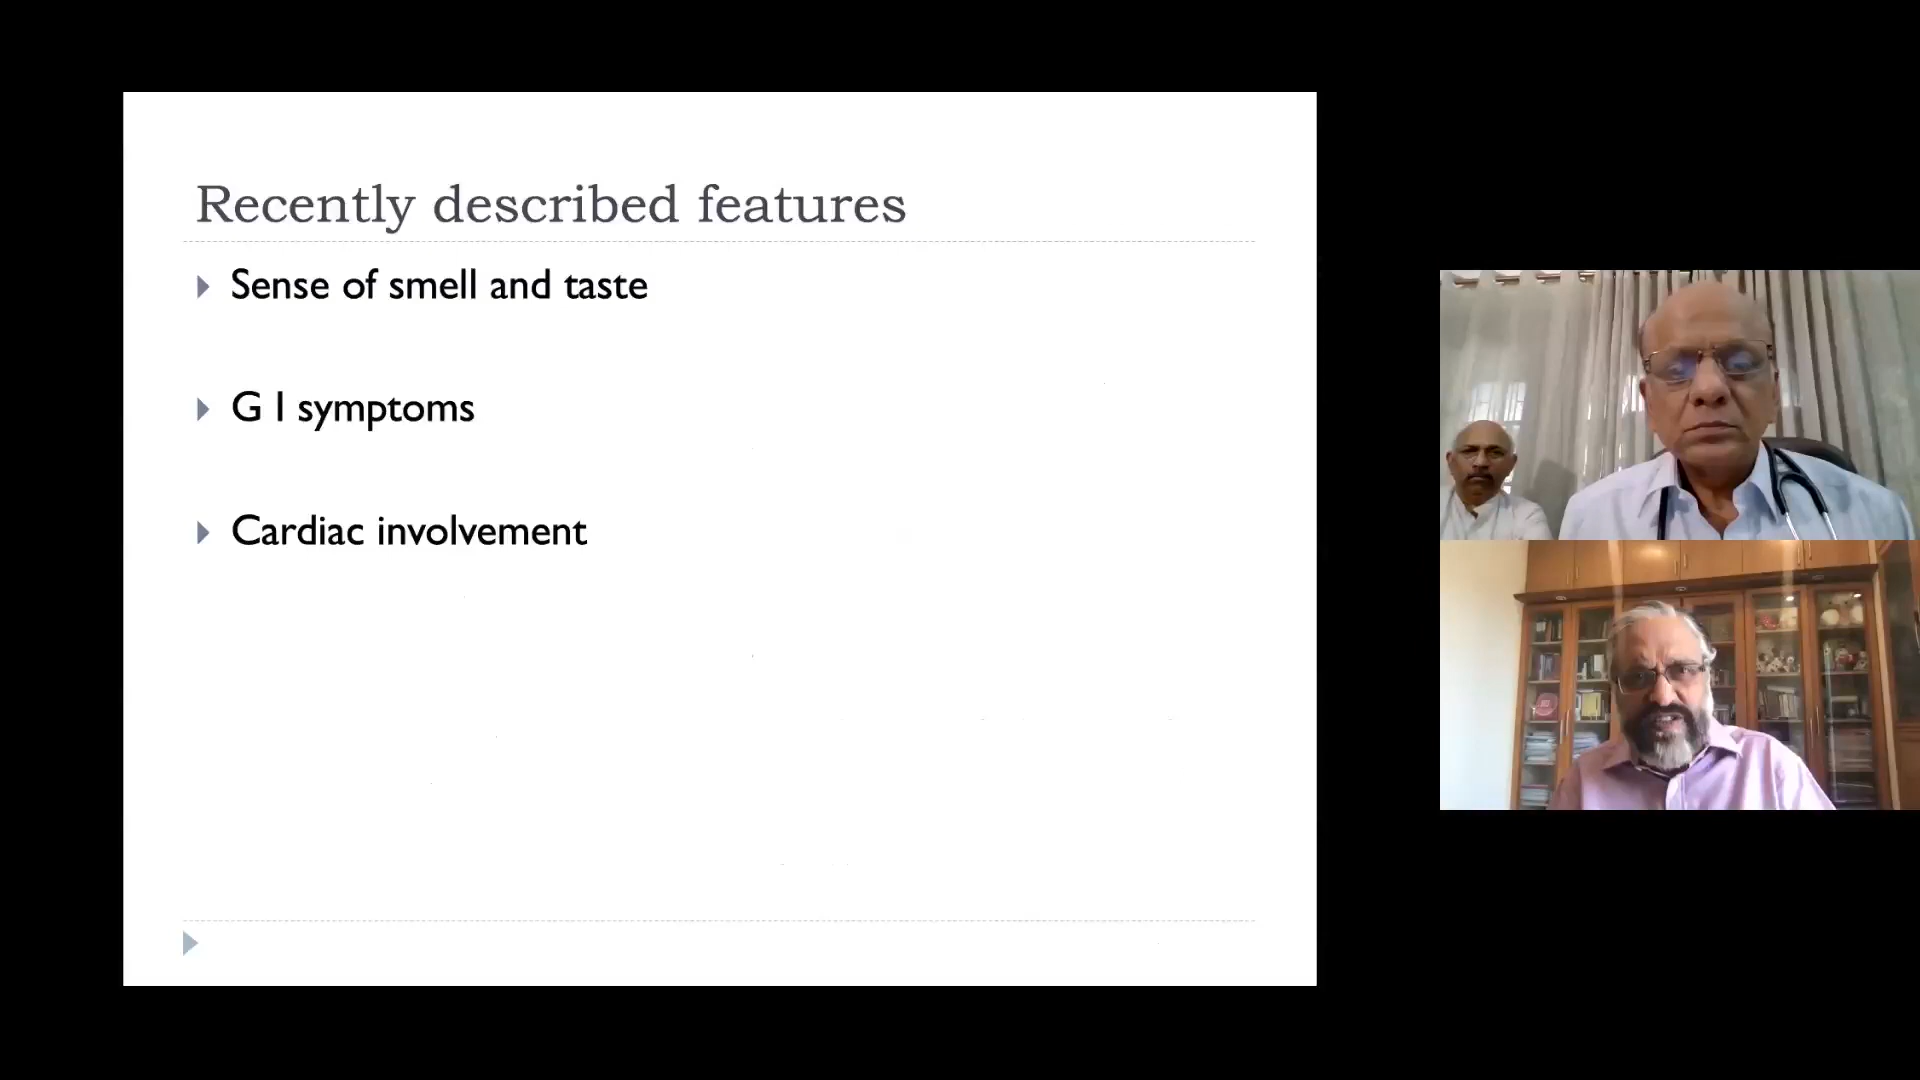 Recently described features
Sense of smell and taste
G I symptoms
Cardiac involvement